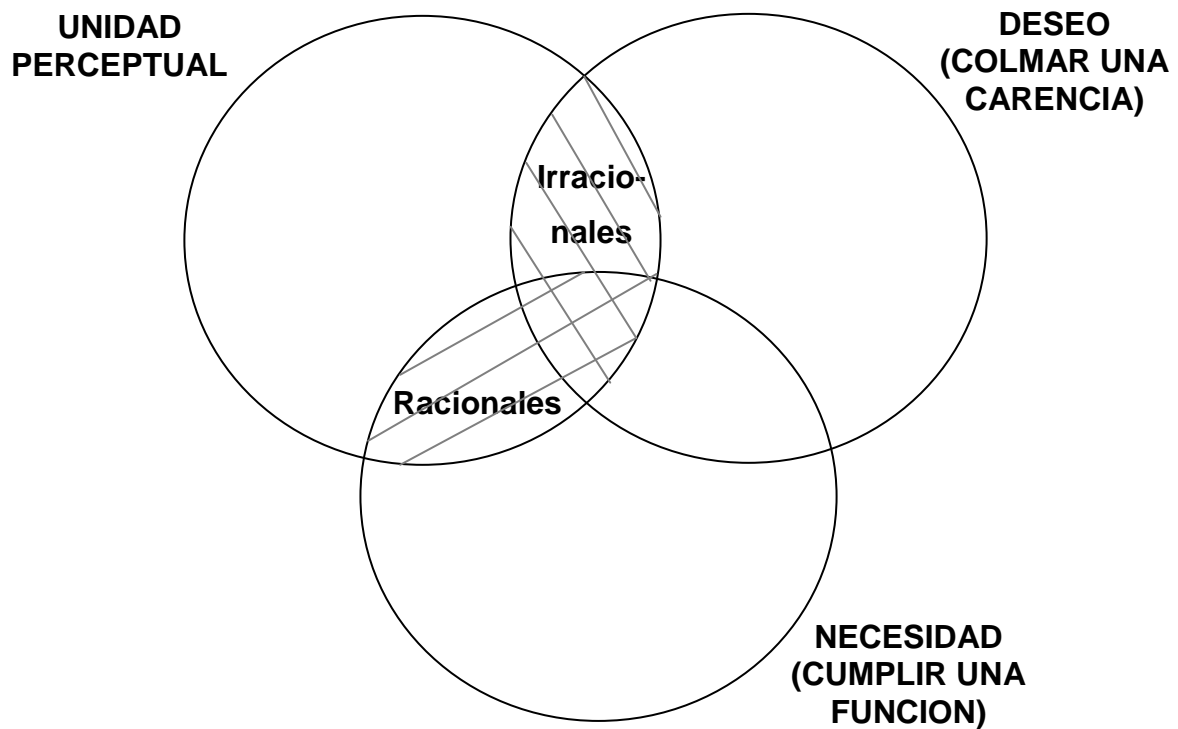 UNIDAD
PERCEPTUAL
DESEO
(COLMAR UNA
CARENCIA)
Irracio-
nales
Racionales
NECESIDAD
(CUMPLIR UNA
FUNCION)